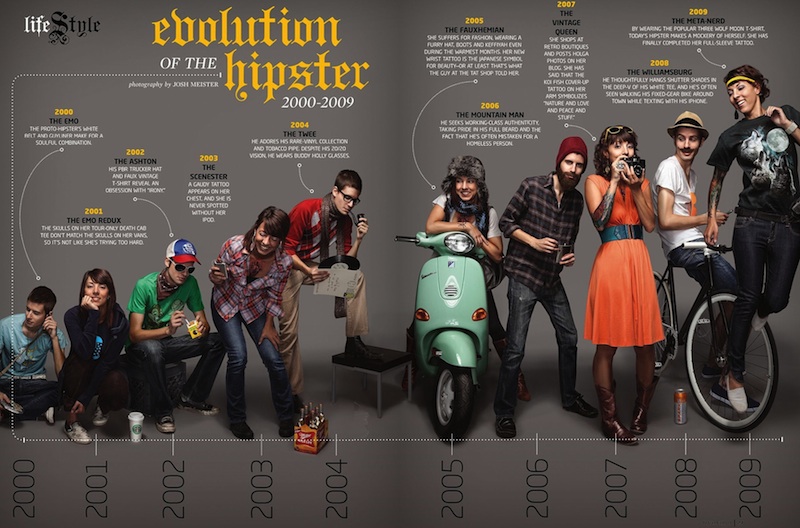 lifeStyle
evolution
OF THE hipster
photography by JOSH MEISTER
2000-2009
2000
THE EMO
THE PROTO-HIPSTER'S WHITE
BELT AND GUYLINER MAKE FOR A
SOULFUL COMBINATION.
2001
THE EMO REDUX
THE SKULLS ON HER TOUR-ONLY DEATH CAB
TEE DON'T MATCH THE SKULLS ON HER VANS,
SO IT'S NOT LIKE SHE'S TRYING TOO HARD.
2002
THE ASHTON
HIS PBR TRUCKER HAT
AND FAUX VINTAGE
T-SHIRT REVEAL AN
OBSESSION WITH "IRONY."
2003
THE
SCENESTER
A GAUDY TATTOO
APPEARS ON HER
CHEST, AND SHE IS
NEVER SPOTTED
WITHOUT HER
IPOD.
2004
THE TWEE
HE ADORES HIS RARE-VINYL COLLECTION
AND TOBACCO PIPE. DESPITE HIS 20/20
VISION, HE WEARS BUDDY HOLLY GLASSES.
2005
THE FAUXHEMIAN
SHE SUFFERS FOR FASHION, WEARING A
FURRY HAT, BOOTS AND KEFFIYAH EVEN
DURING THE WARMEST MONTHS. HER NEW
WRIST TATTOO IS THE JAPANESE SYMBOL
FOR BEAUTY-OR AT LEAST THAT'S WHAT
THE GUY AT THE TAT SHOP TOLD HER.
2006
THE MOUNTAIN MAN
HE SEEKS WORKING-CLASS AUTHENTICITY,
TAKING PRIDE IN HIS FULL BEARD AND THE
FACT THAT HE'S OFTEN MISTAKEN FOR A
HOMELESS PERSON.
2007
THE
VINTAGE
QUEEN
SHE SHOPS AT
RETRO BOUTIQUES
AND POSTS HOLGA
PHOTOS ON HER
BLOG. SHE HAS
SAID THAT THE
KOI FISH COVER-UP
TATTOO ON HER
ARM SYMBOLIZES
"NATURE AND LOVE
AND PEACE AND
STUFF."
2008
THE WILLIAMSBURG
HE THOUGHTFULLY HANGS SHUTTER SHADES IN
THE DEEP-V OF HIS WHITE TEE, AND HE'S OFTEN
SEEN WALKING HIS FIXED-GEAR BIKE AROUND
TOWN WHILE TEXTING WITH HIS IPHONE.
2009
THE META-NERD
BY WEARING THE POPULAR THREE WOLF MOON T-SHIRT,
TODAY'S HIPSTER MAKES A MOCKERY OF HERSELF. SHE HAS
FINALLY COMPLETED HER FULL-SLEEVE TATTOO.
2000
2001
2002
2003
2004
2005
2006
2007
2008
2009